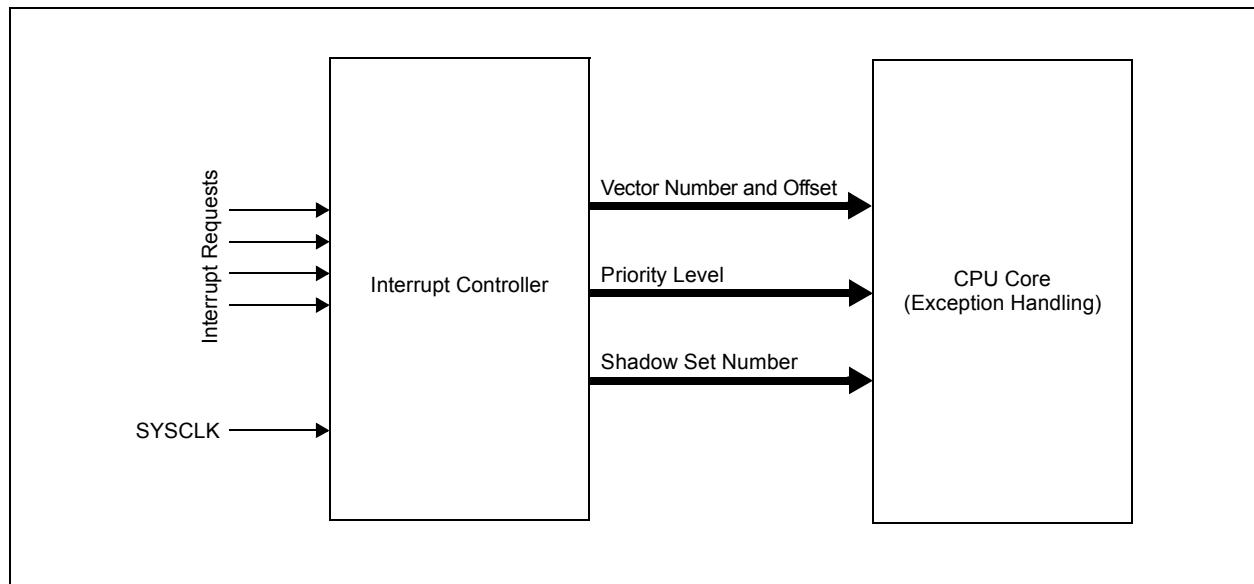 Interrupt Requests
SYSCLK
Interrupt Controller
Vector Number and Offset
Priority Level
Shadow Set Number
CPU Core
(Exception Handling)